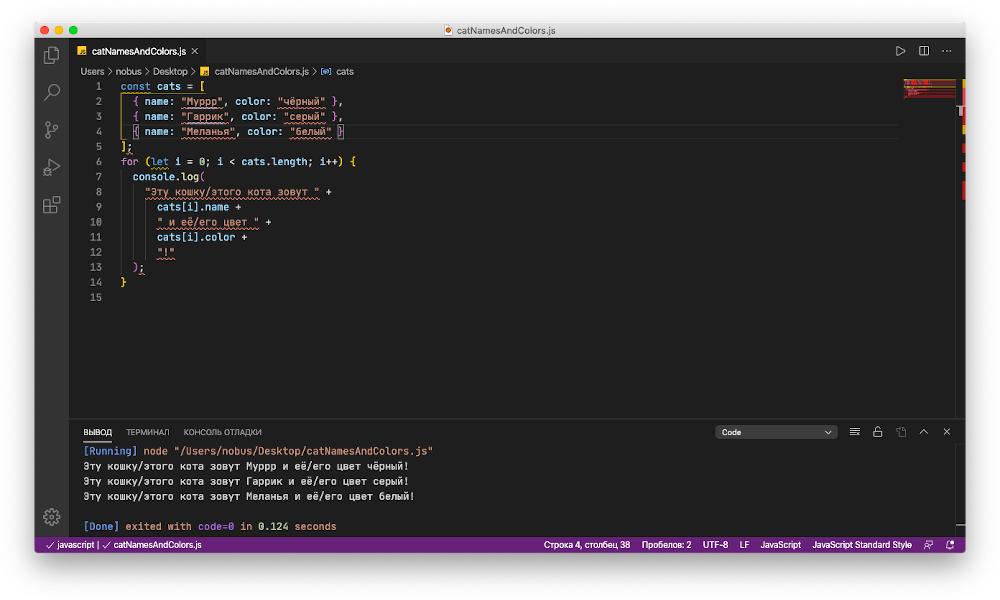 catNamesAndColors.js
catNamesAndColors.js
Users > nobus > Desktop > catNamesAndColors.js > cats
1 const cats = [
2 { name: "Муррр", color: "чёрный" },
3 { name: "Гаррик", color: "серый" },
4 { name: "Меланья", color: "белый" }
5 ];
6 for (let i = 0; i < cats.length; i++) {
7 console.log(
8 "Эту кошку/этого кота зовут " +
9 cats[i].name +
10 " и её/его цвет " +
11 cats[i].color +
12 "!"
13 );
14 }
15
ВЫВОД ТЕРМИНАЛ КОНСОЛЬ ОТЛАДКИ Code
[Running] node "/Users/nobus/Desktop/catNamesAndColors.js"
Эту кошку/этого кота зовут Муррр и её/его цвет чёрный!
Эту кошку/этого кота зовут Гаррик и её/его цвет серый!
Эту кошку/этого кота зовут Меланья и её/его цвет белый!
[Done] exited with code=0 in 0.124 seconds
javascript | catNamesAndColors.js Строка 4, столбец 38 Пробелов: 2 UTF-8 LF JavaScript JavaScript Standard Style